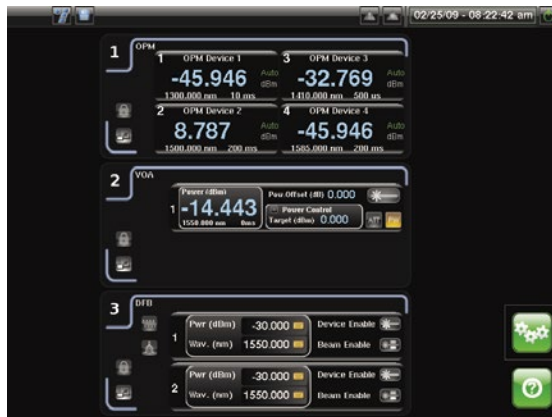 02/25/09 - 08:22:42 am
1 OPM
1 OPM Device 1
-45.946 Auto dBm
1300.000 nm 10 ms
3 OPM Device 3
-32.769 Auto dBm
1410.000 nm 500 us
2 OPM Device 2
8.787 Auto dBm
1500.000 nm 200 ms
4 OPM Device 4
-45.946 Auto dBm
1585.000 nm 200 ms
2 VOA
1 Power (dBm)
-14.443
1550.000 nm 0ms
Pow.Offset (dB) 0.000
Power Control
Target (dBm) 0.000
ATT
3 DFB
1 Pwr (dBm) -30.000 Device Enable
Wav. (nm) 1550.000 Beam Enable
2 Pwr (dBm) -30.000 Device Enable
Wav. (nm) 1550.000 Beam Enable